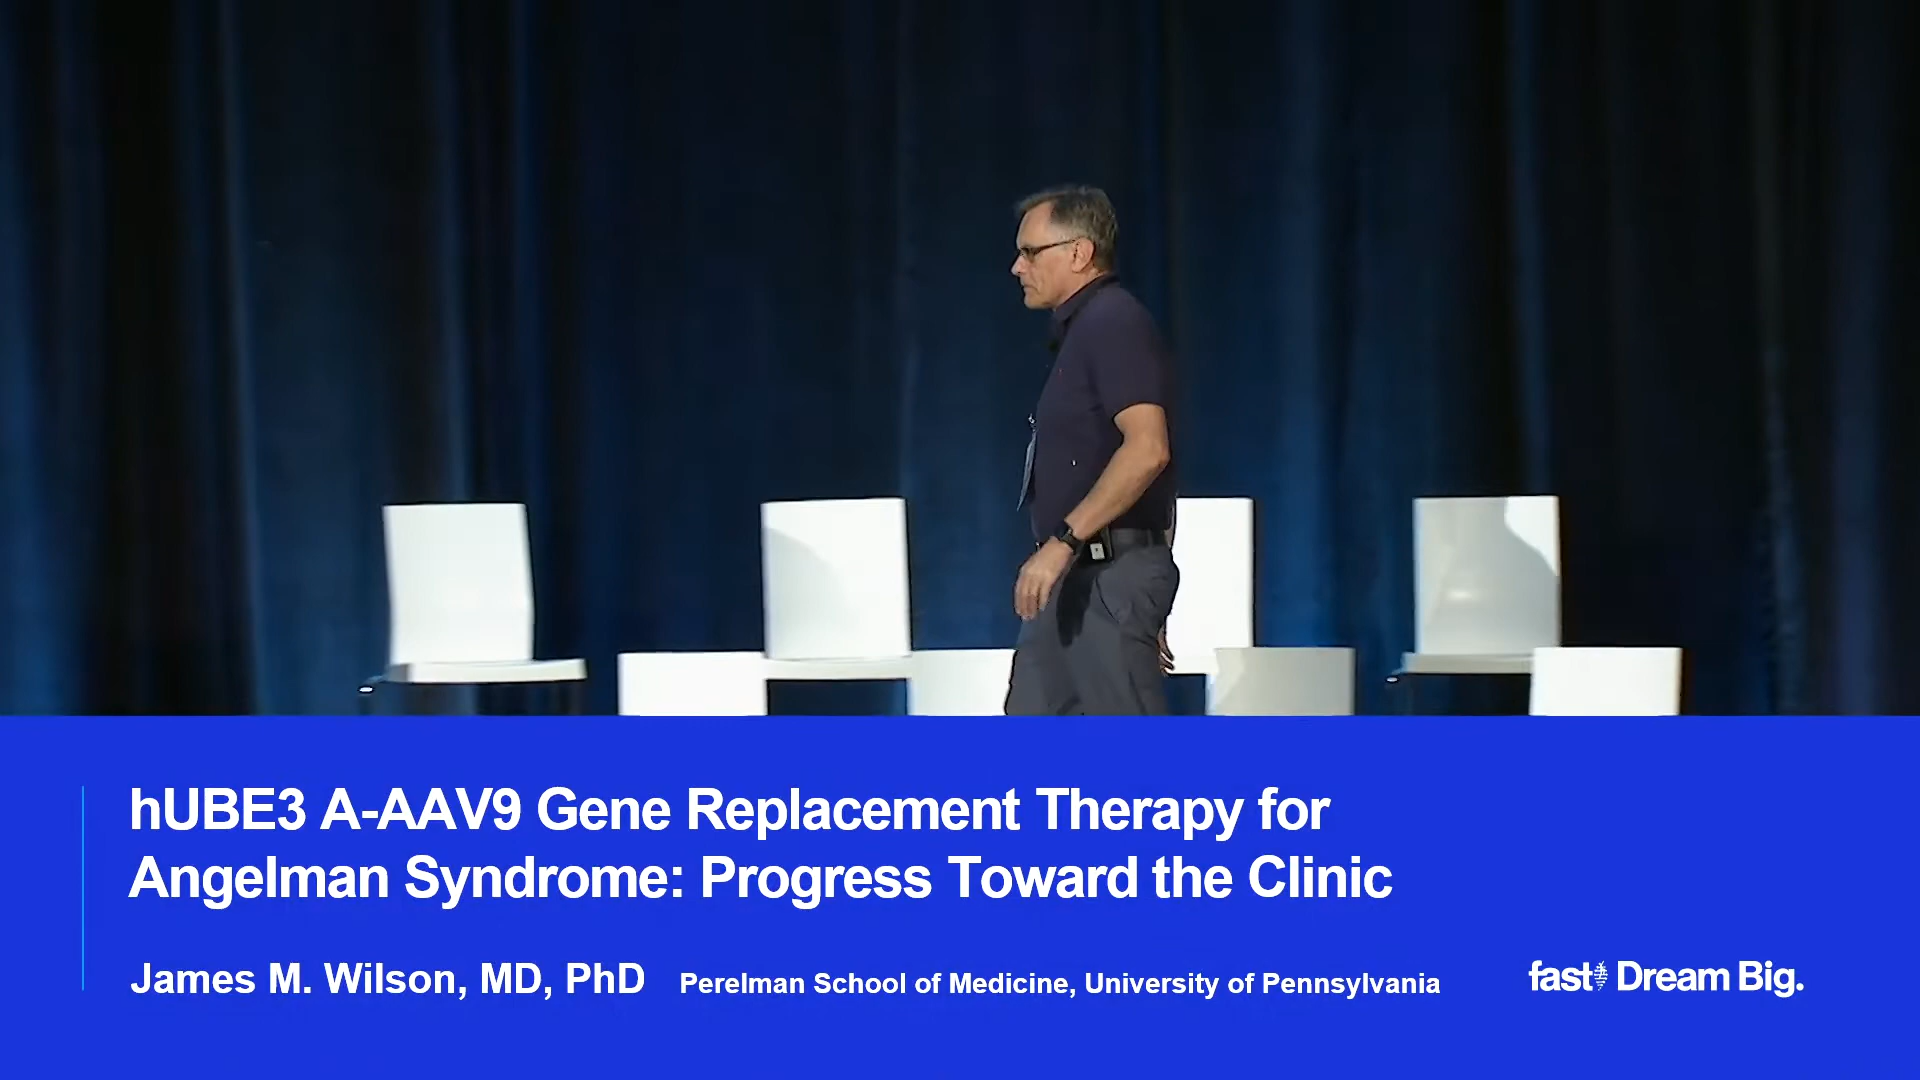 hUBE3 A-AAV9 Gene Replacement Therapy for
Angelman Syndrome: Progress Toward the Clinic
James M. Wilson, MD, PhD Perelman School of Medicine, University of Pennsylvania
fast Dream Big.